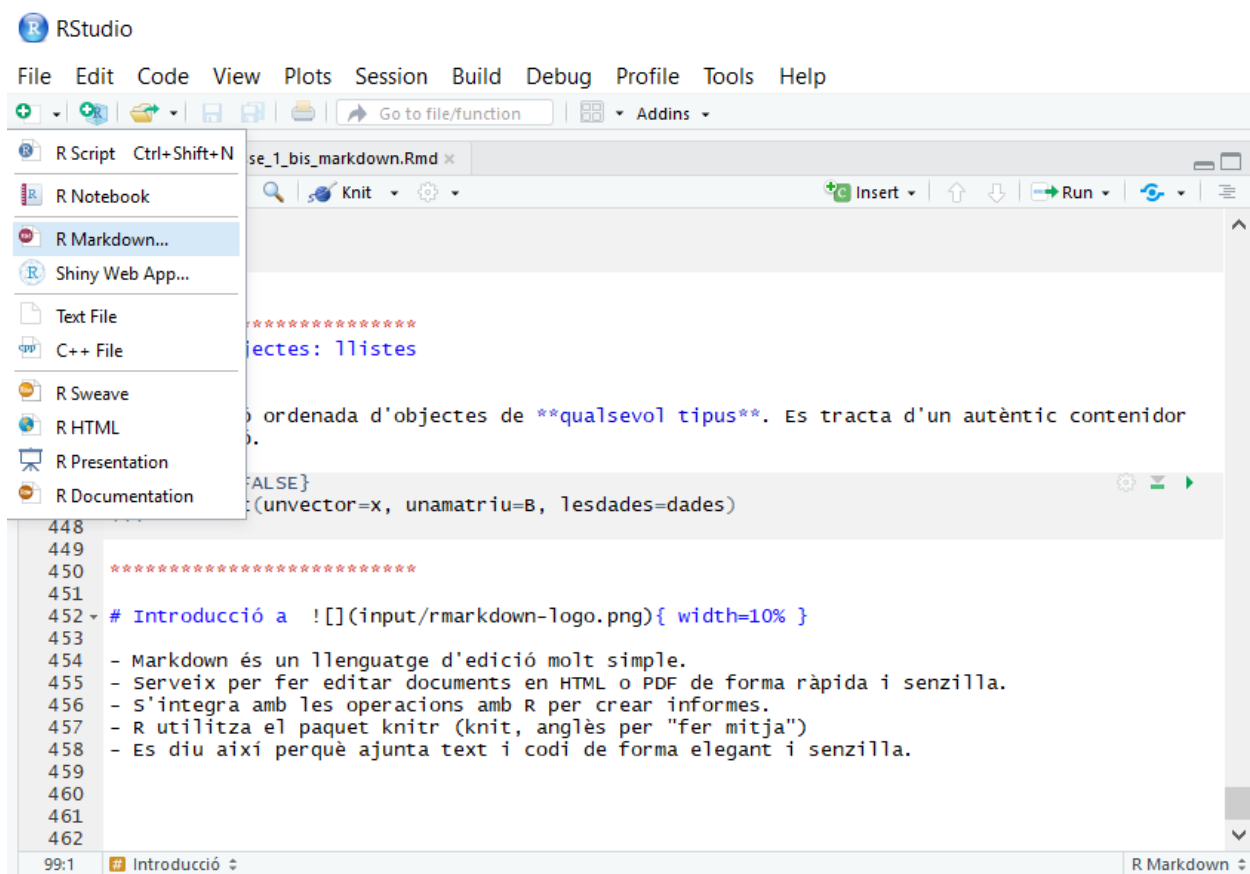 RStudio
File Edit Code View Plots Session Build Debug Profile Tools Help
Go to file/function Addins
R Script Ctrl+Shift+N
se_1_bis_markdown.Rmd
R Notebook
Knit Insert Run
R Markdown...
Shiny Web App...
Text File
**************
C++ File
jectes: llistes
R Sweave
ordenada d'objectes de **qualsevol tipus**. Es tracta d'un autèntic contenidor
R HTML
R Presentation
FALSE}
R Documentation
t(unvector=x, unamatriu=B, lesdades=dades)
448 ```
449
450 **************************
451
452 # Introducció a ![](input/rmarkdown-logo.png){ width=10% }
453
454 - Markdown és un llenguatge d'edició molt simple.
455 - Serveix per fer editar documents en HTML o PDF de forma ràpida i senzilla.
456 - S'integra amb les operacions amb R per crear informes.
457 - R utilitza el paquet knitr (knit, anglès per "fer mitja")
458 - Es diu així perquè ajunta text i codi de forma elegant i senzilla.
459
460
461
462
99:1 # Introducció R Markdown